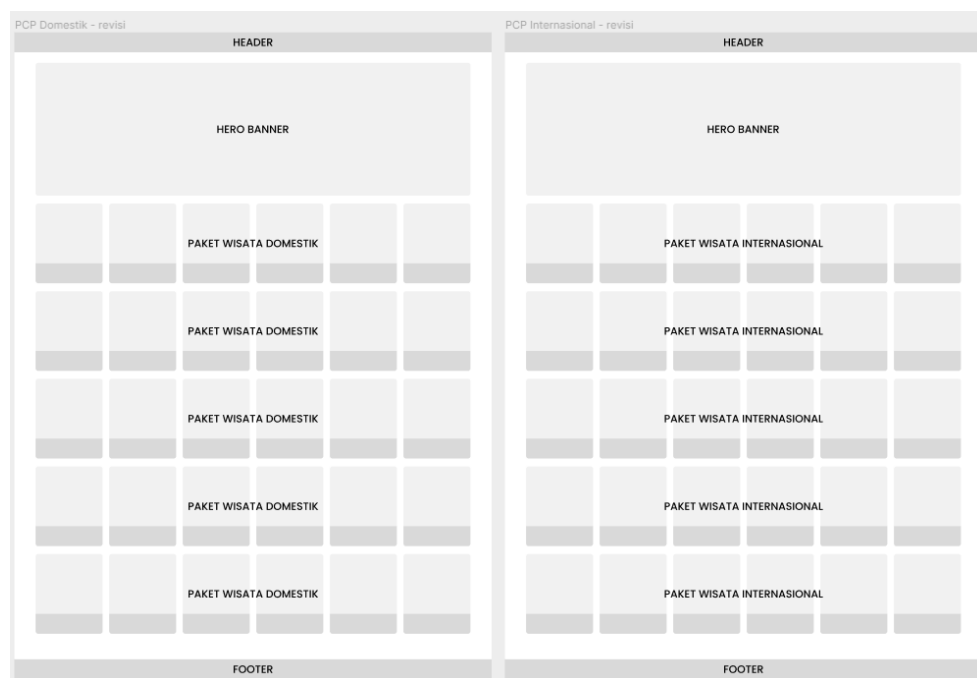 PCP Domestik - revisi
HEADER
HERO BANNER
PAKET WISATA DOMESTIK
PAKET WISATA DOMESTIK
PAKET WISATA DOMESTIK
PAKET WISATA DOMESTIK
PAKET WISATA DOMESTIK
FOOTER
PCP Internasional - revisi
HEADER
HERO BANNER
PAKET WISATA INTERNASIONAL
PAKET WISATA INTERNASIONAL
PAKET WISATA INTERNASIONAL
PAKET WISATA INTERNASIONAL
PAKET WISATA INTERNASIONAL
FOOTER